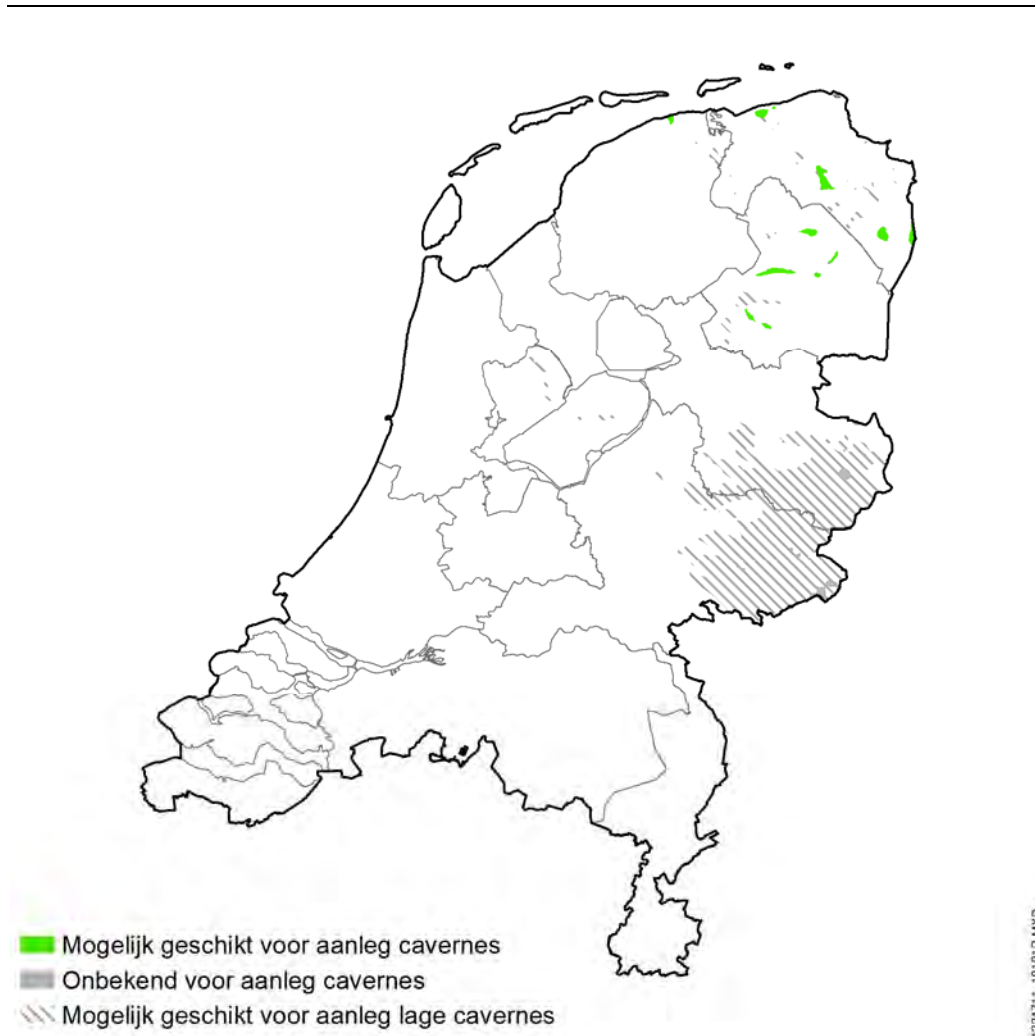 Mogelijk geschikt voor aanleg cavernes
Onbekend voor aanleg cavernes
Mogelijk geschikt voor aanleg lage cavernes